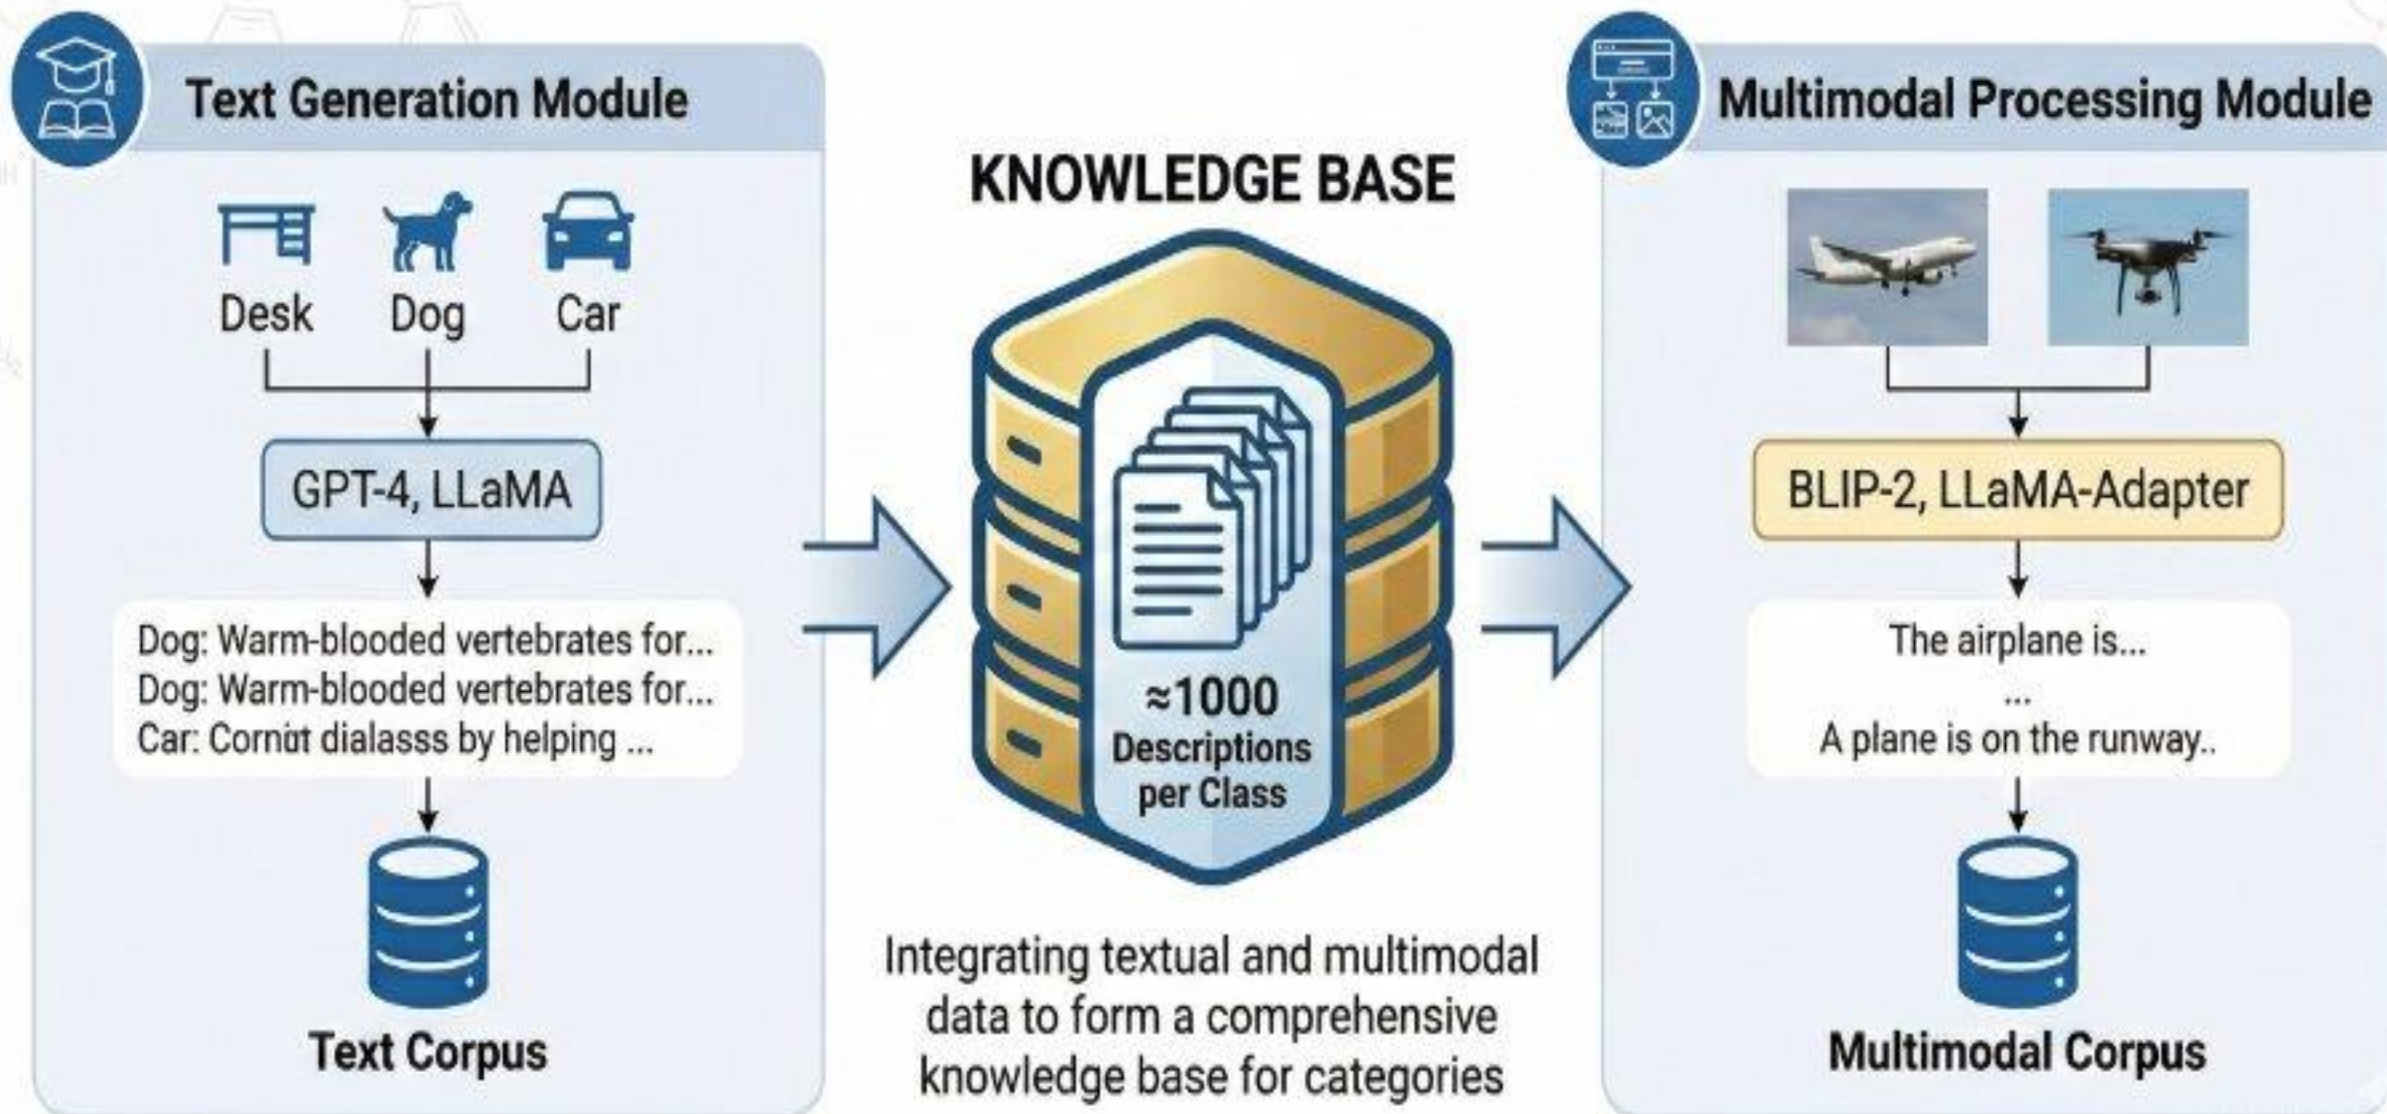 Text Generation Module
Desk
Dog
Car
GPT-4, LLaMA
Dog: Warm-blooded vertebrates for...
Dog: Warm-blooded vertebrates for...
Car: Corniit dialasss by helping ...
Text Corpus
KNOWLEDGE BASE
≈1000
Descriptions
per Class
Integrating textual and multimodal
data to form a comprehensive
knowledge base for categories
Multimodal Processing Module
BLIP-2, LLaMA-Adapter
The airplane is...
...
A plane is on the runway..
Multimodal Corpus